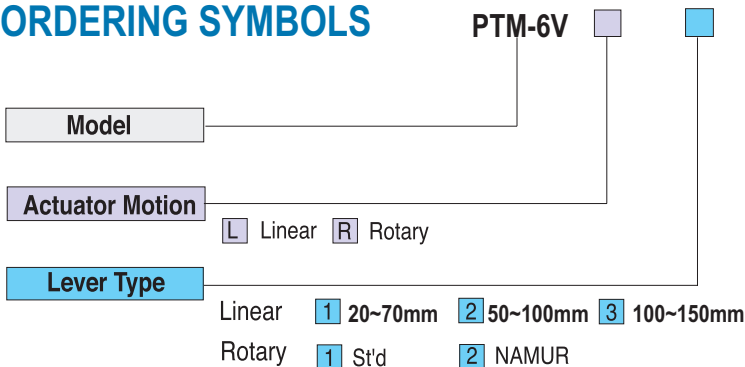 ORDERING SYMBOLS PTM-6V
Model
Actuator Motion
L Linear R Rotary
Lever Type
Linear 1 20~70mm 2 50~100mm 3 100~150mm
Rotary 1 St'd 2 NAMUR